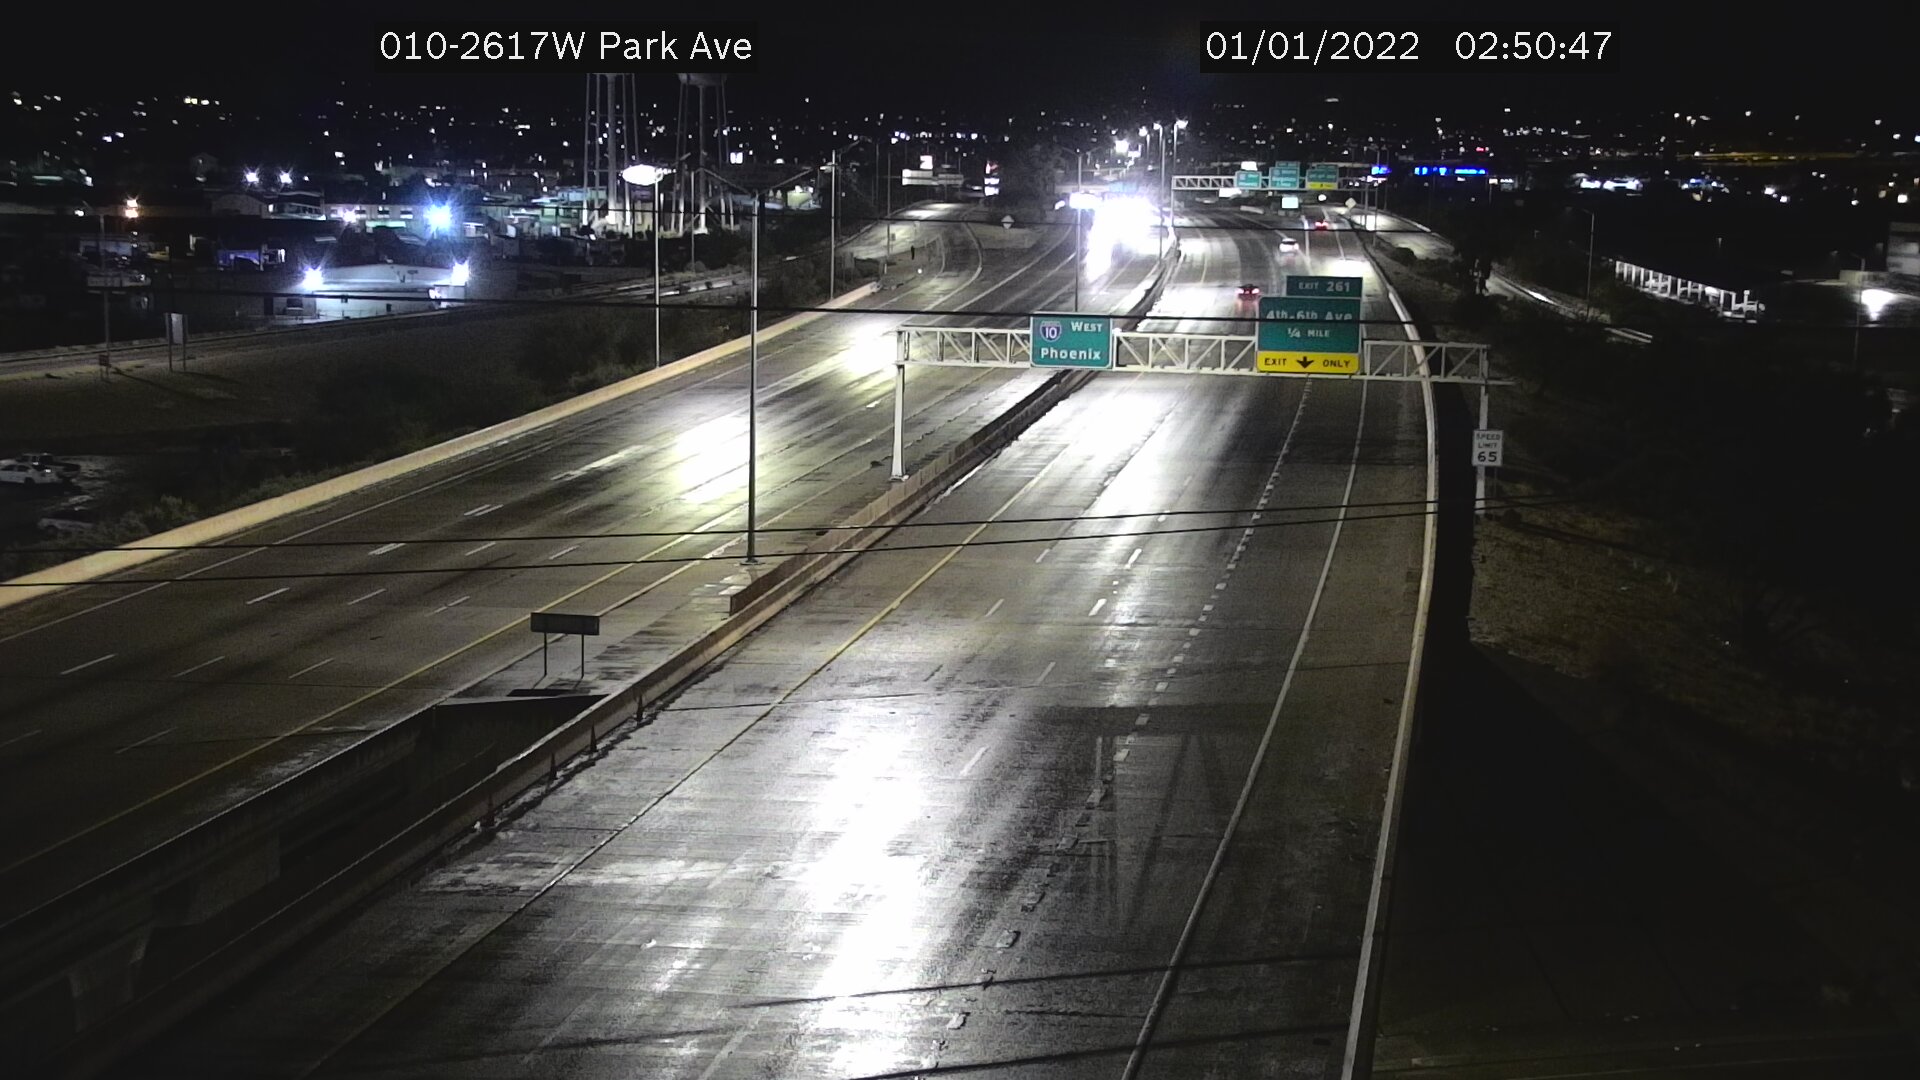 010-2617W Park Ave
01/01/2022 02:50:47
EXIT 261
4th-6th Ave
1/4 MILE
EXIT ONLY
10 WEST
Phoenix
SPEED
LIMIT
65